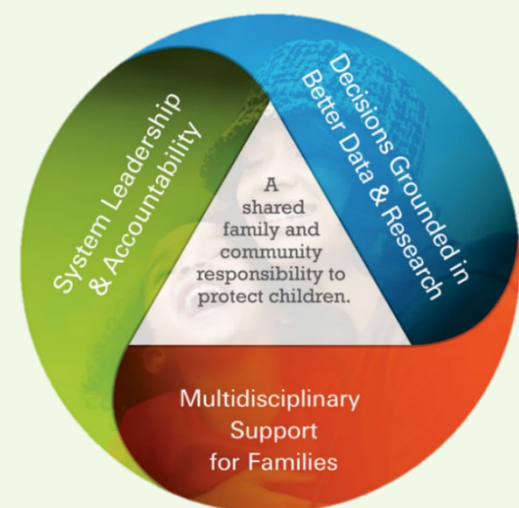 System Leadership
& Accountability
Decisions Grounded in
Better Data & Research
A
shared
family and
community
responsibility to
protect children.
Multidisciplinary
Support
for Families